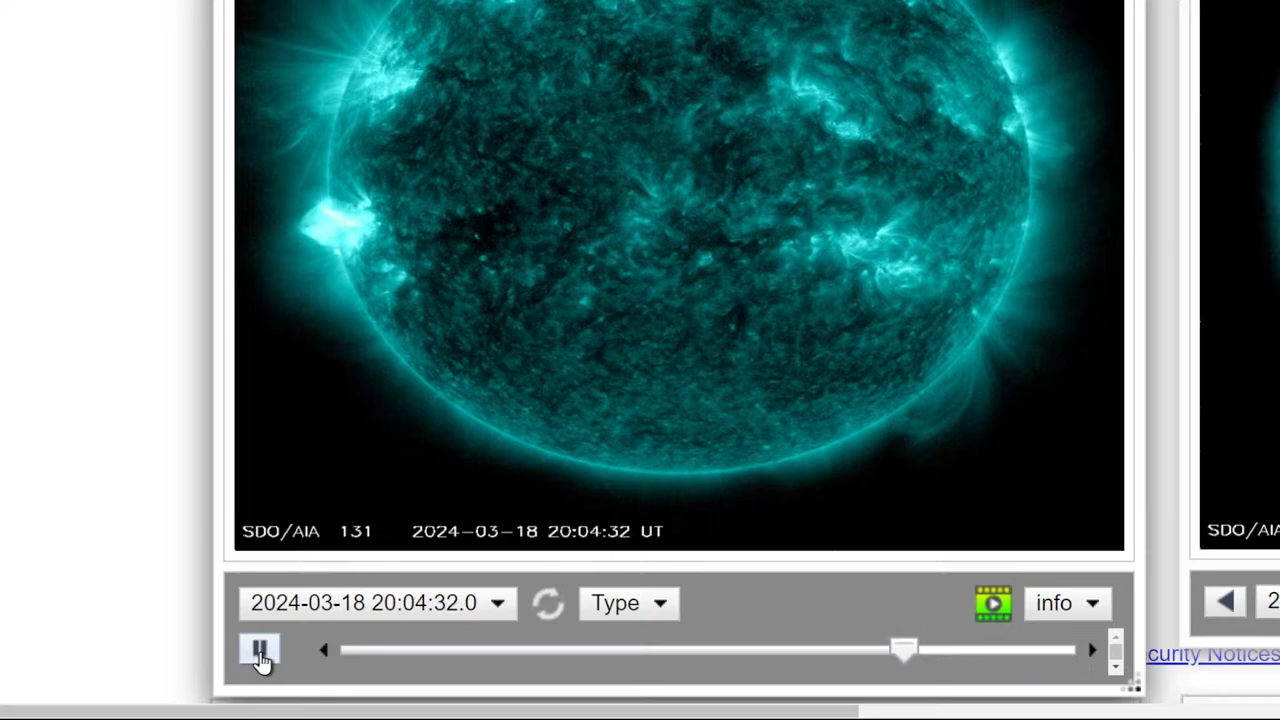 SDO/AIA 131 2024-03-18 20:04:32 UT
SDO/AIA
2024-03-18 20:04:32.0
Type
info
2
curity Notices